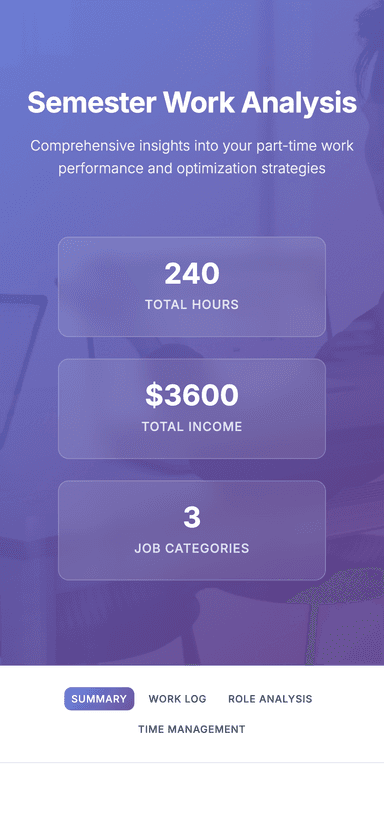 Semester Work Analysis
Comprehensive insights into your part-time work
performance and optimization strategies
240
TOTAL HOURS
$3600
TOTAL INCOME
3
JOB CATEGORIES
SUMMARY WORK LOG ROLE ANALYSIS
TIME MANAGEMENT